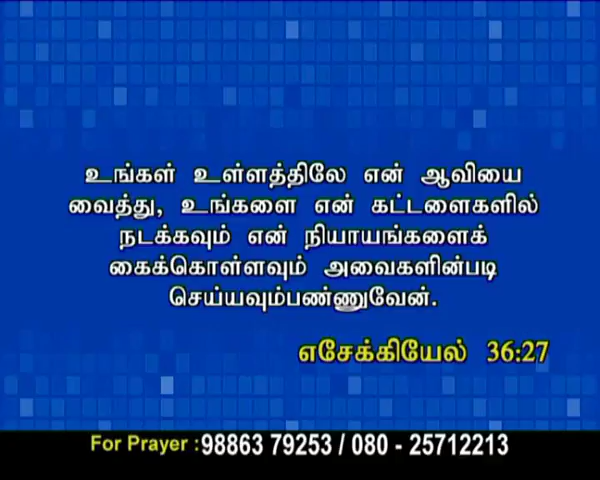 உங்கள் உள்ளத்திலே என் ஆவியை
வைத்து, உங்களை என் கட்டளைகளில்
நடக்கவும் என் நியாயங்களைக்
கைக்கொள்ளவும் அவைகளின்படி
செய்யவும்பண்ணுவேன்.
எசேக்கியேல் 36:27
For Prayer : 98863 79253 / 080 - 25712213